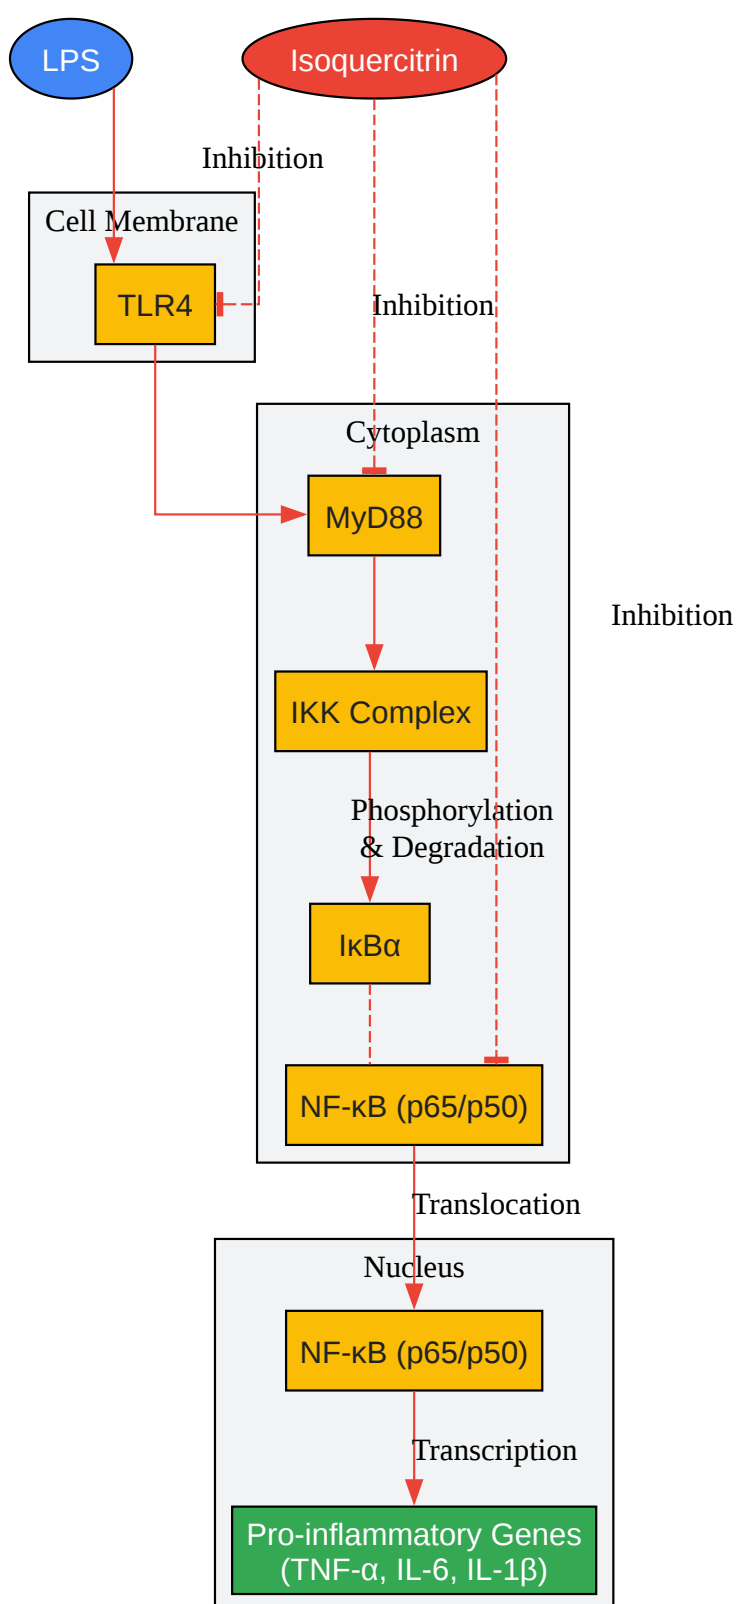 LPS
Isoquercitrin
Inhibition
Cell Membrane
TLR4
Inhibition
Cytoplasm
MyD88
Inhibition
IKK Complex
Phosphorylation
& Degradation
IκBα
NF-κB (p65/p50)
Translocation
Nucleus
NF-κB (p65/p50)
Transcription
Pro-inflammatory Genes
(TNF-α, IL-6, IL-1β)